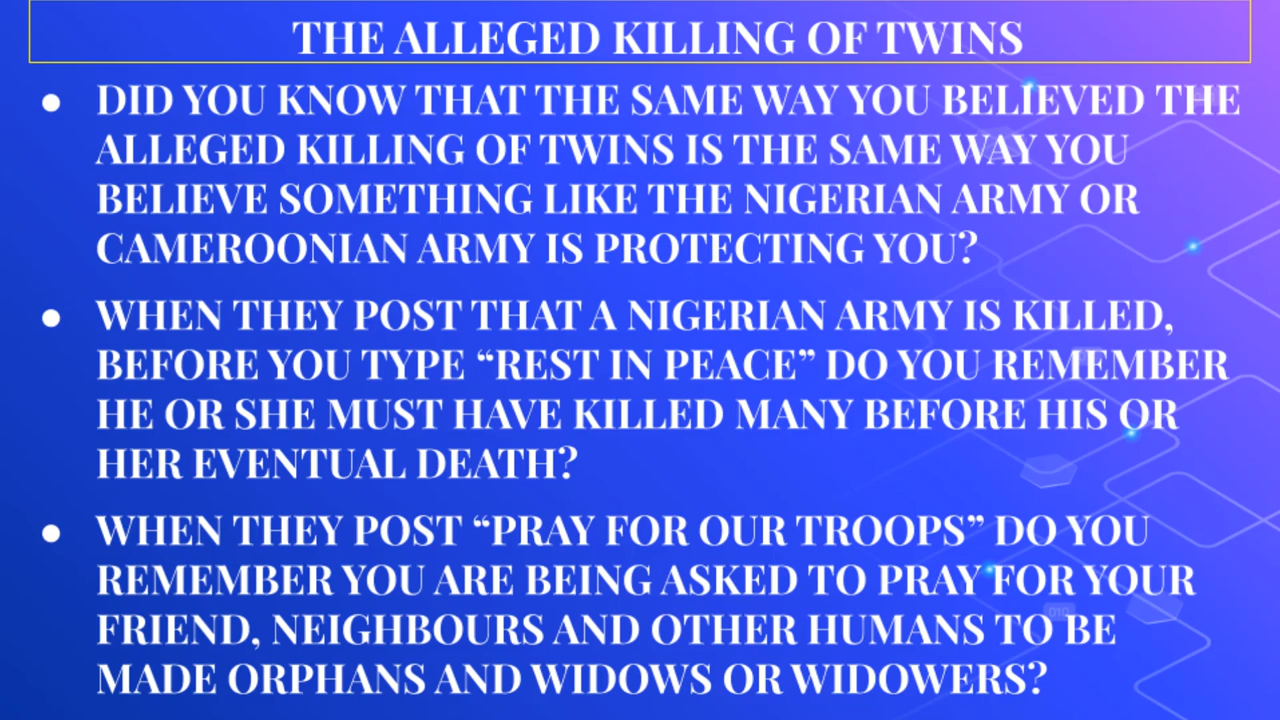 THE ALLEGED KILLING OF TWINS
● DID YOU KNOW THAT THE SAME WAY YOU BELIEVED THE
ALLEGED KILLING OF TWINS IS THE SAME WAY YOU
BELIEVE SOMETHING LIKE THE NIGERIAN ARMY OR
CAMEROONIAN ARMY IS PROTECTING YOU?
● WHEN THEY POST THAT A NIGERIAN ARMY IS KILLED,
BEFORE YOU TYPE “REST IN PEACE” DO YOU REMEMBER
HE OR SHE MUST HAVE KILLED MANY BEFORE HIS OR
HER EVENTUAL DEATH?
● WHEN THEY POST “PRAY FOR OUR TROOPS” DO YOU
REMEMBER YOU ARE BEING ASKED TO PRAY FOR YOUR
FRIEND, NEIGHBOURS AND OTHER HUMANS TO BE
MADE ORPHANS AND WIDOWS OR WIDOWERS?
010